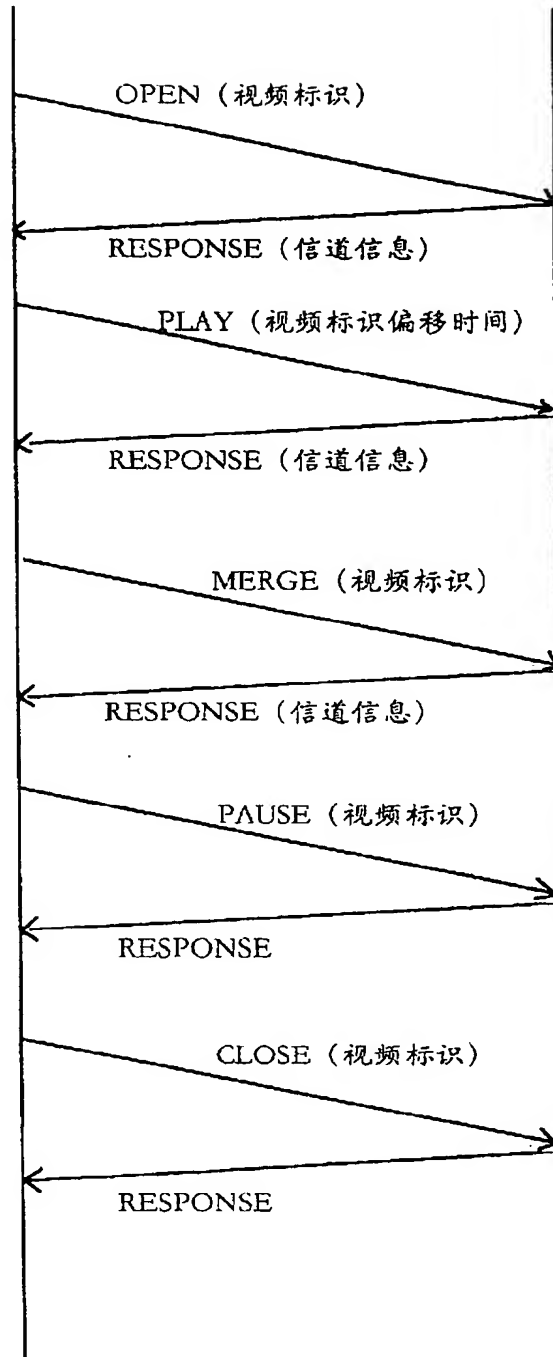 OPEN（视频标识）
RESPONSE（信道信息）
PLAY（视频标识偏移时间）
RESPONSE（信道信息）
MERGE（视频标识）
RESPONSE（信道信息）
PAUSE（视频标识）
RESPONSE
CLOSE（视频标识）
RESPONSE